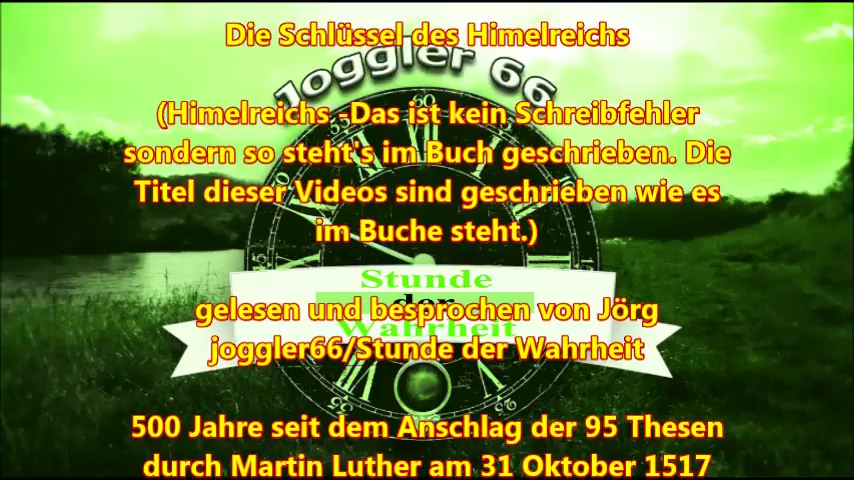 Die Schlüssel des Himelreichs
Joggler 66
(Himelreichs -Das ist kein Schreibfehler
sondern so steht's im Buch geschrieben. Die
Titel dieser Videos sind geschrieben wie es
im Buche steht.)
Stunde
der
Wahrheit
gelesen und besprochen von Jörg
joggler66/Stunde der Wahrheit
500 Jahre seit dem Anschlag der 95 Thesen
durch Martin Luther am 31 Oktober 1517